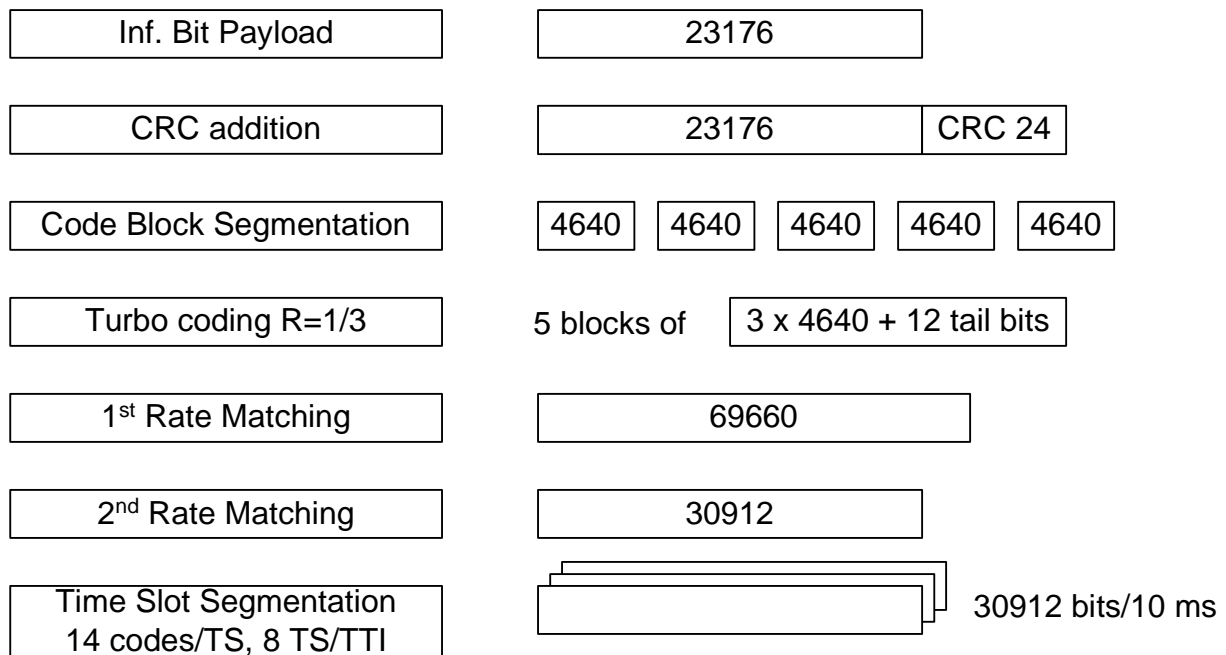 Inf. Bit Payload 23176
CRC addition 23176 CRC 24
Code Block Segmentation 4640 4640 4640 4640 4640
Turbo coding R=1/3 5 blocks of 3 x 4640 + 12 tail bits
1st Rate Matching 69660
2nd Rate Matching 30912
Time Slot Segmentation
14 codes/TS, 8 TS/TTI
30912 bits/10 ms